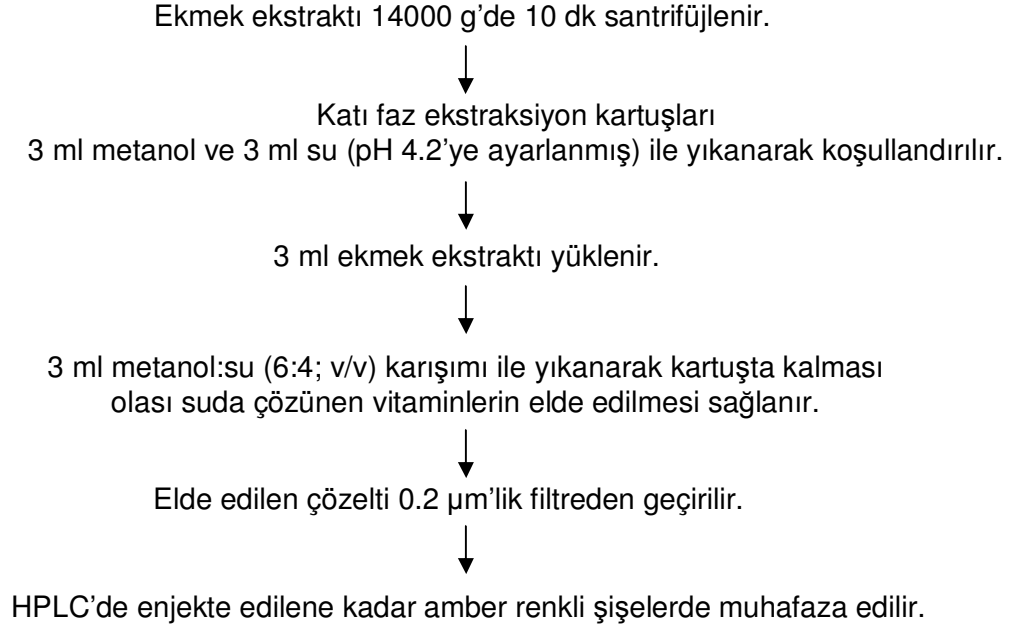 Ekmek ekstraktı 14000 g’de 10 dk santrifüjlenir.
Katı faz ekstraksiyon kartuşları
3 ml metanol ve 3 ml su (pH 4.2’ye ayarlanmış) ile yıkanarak koşullandırılır.
3 ml ekmek ekstraktı yüklenir.
3 ml metanol:su (6:4; v/v) karışımı ile yıkanarak kartuşta kalması
olası suda çözünen vitaminlerin elde edilmesi sağlanır.
Elde edilen çözelti 0.2 µm’lik filtreden geçirilir.
HPLC’de enjekte edilene kadar amber renkli şişelerde muhafaza edilir.